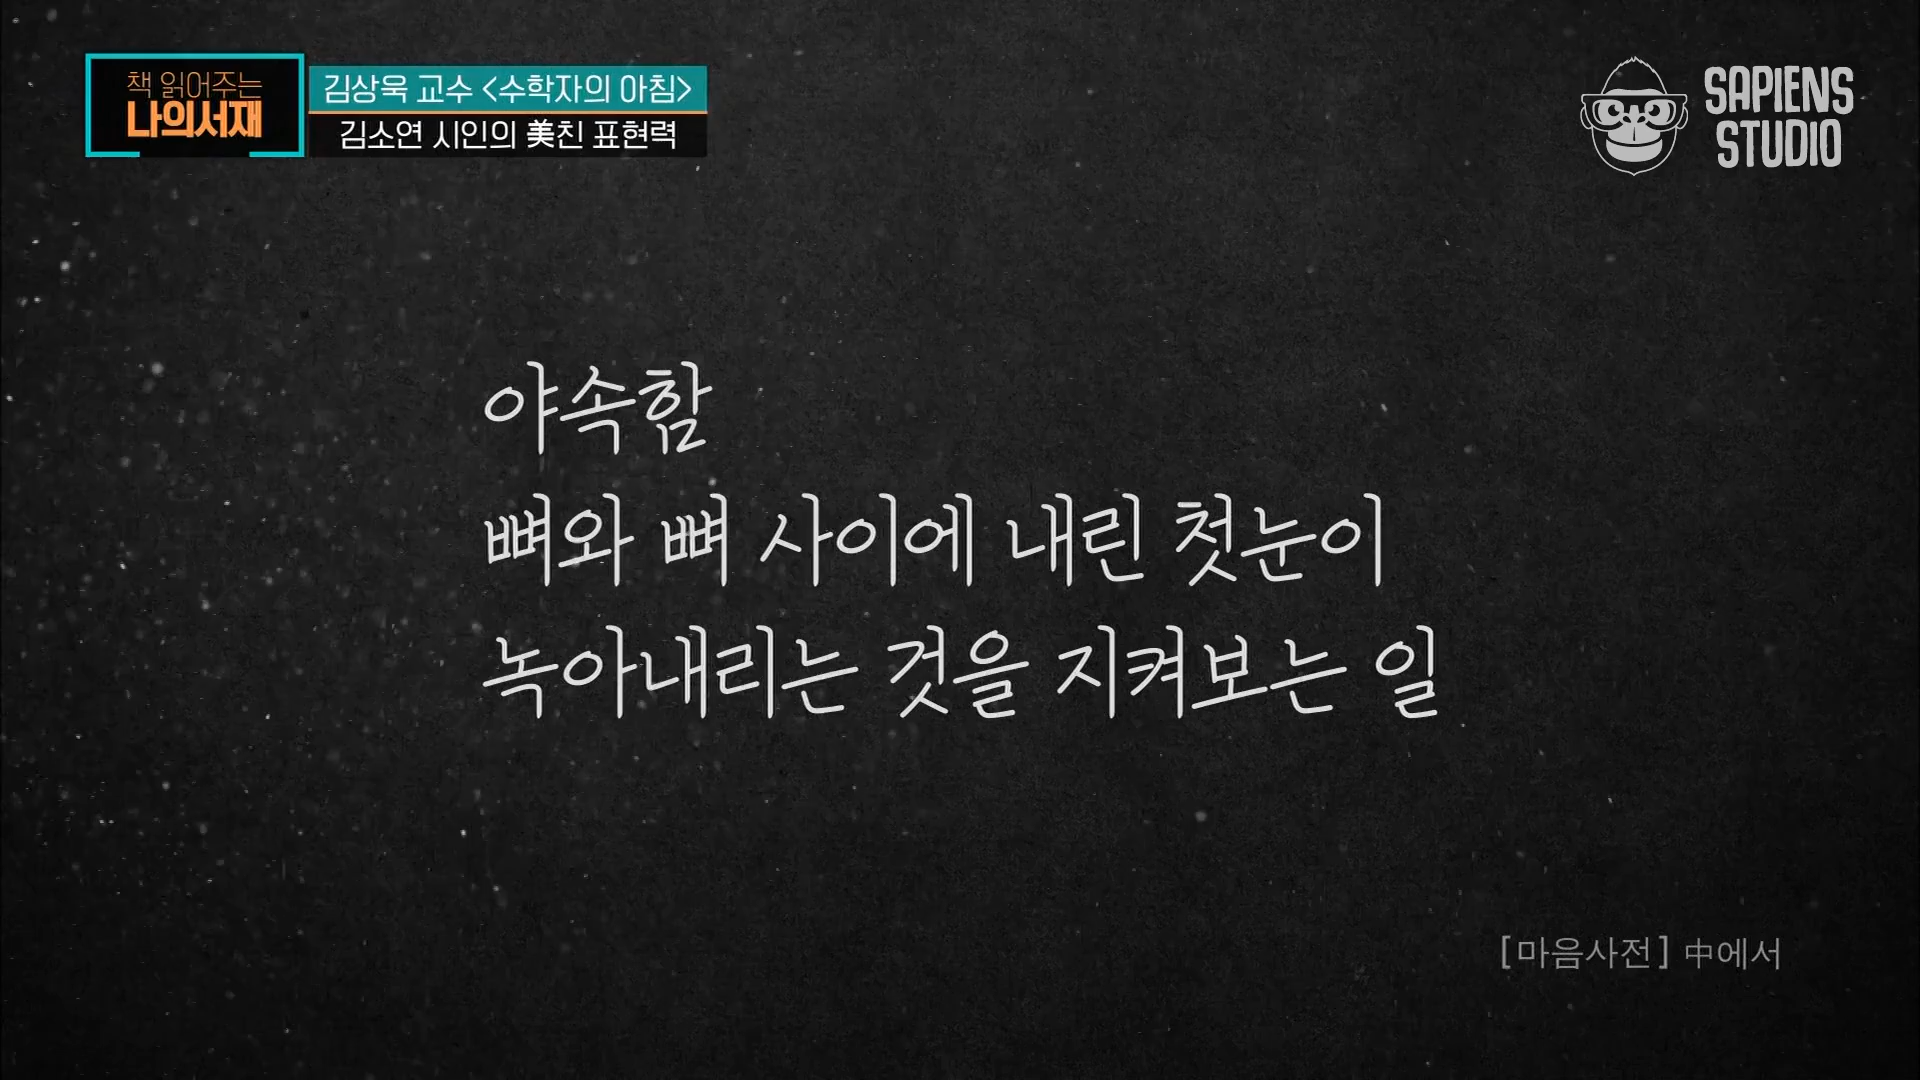 책 읽어주는
나의서재
김상욱 교수 <수학자의 아침>
김소연 시인의 美친 표현력
SAPIENS
STUDIO
야속함
뼈와 뼈 사이에 내린 첫눈이
녹아내리는 것을 지켜보는 일
[마음사전] 中에서